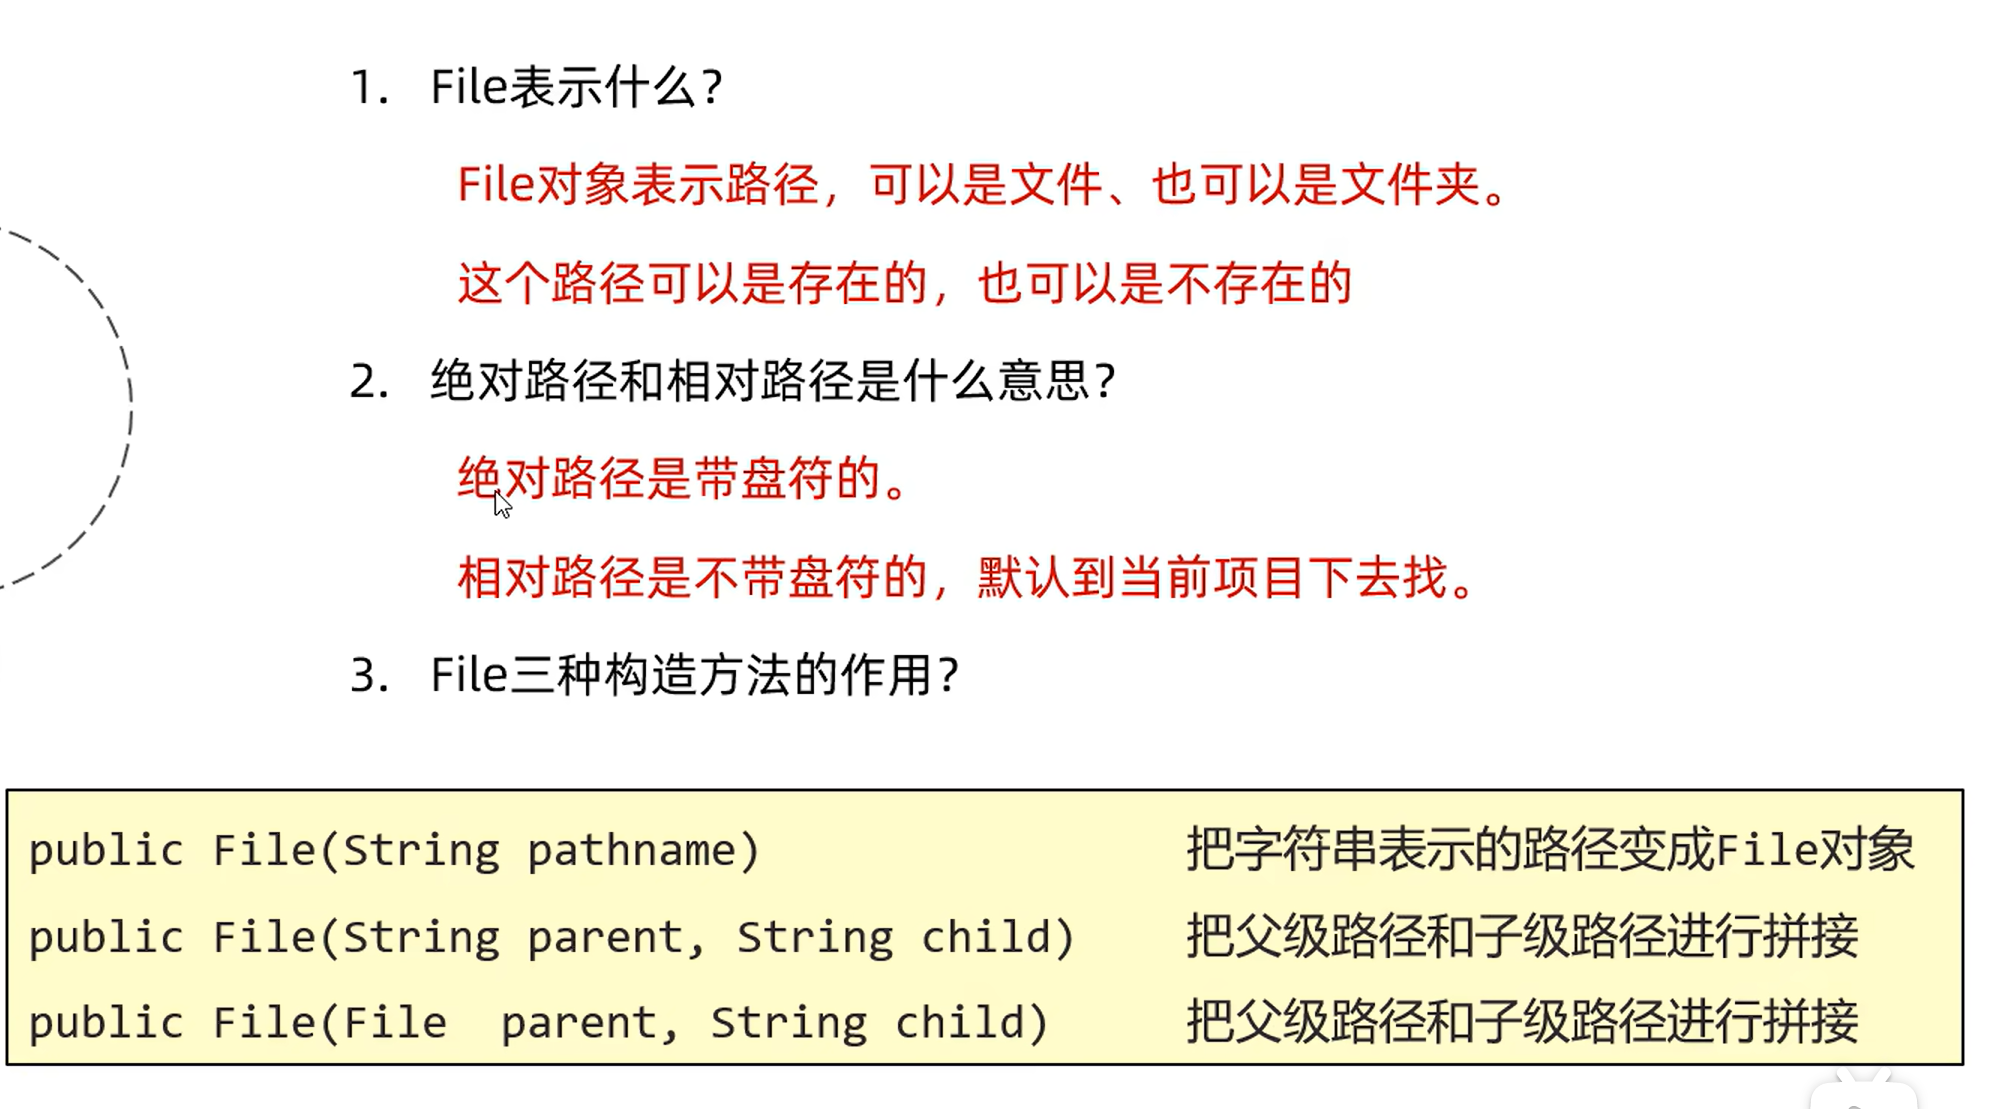 1. File表示什么?
File对象表示路径，可以是文件、也可以是文件夹。
这个路径可以是存在的，也可以是不存在的
2. 绝对路径和相对路径是什么意思?
绝对路径是带盘符的。
相对路径是不带盘符的，默认到当前项目下去找。
3. File三种构造方法的作用?
public File(String pathname) 把字符串表示的路径变成File对象
public File(String parent, String child) 把父级路径和子级路径进行拼接
public File(File  parent, String child) 把父级路径和子级路径进行拼接